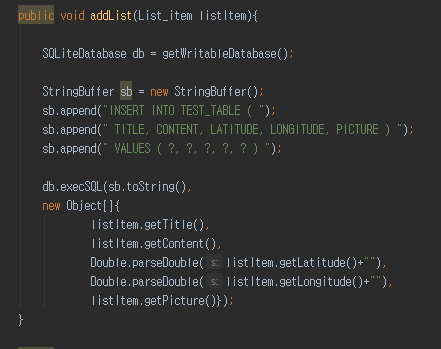 public void addList(List_item listItem){
SQLiteDatabase db = getWritableDatabase();
StringBuffer sb = new StringBuffer();
sb.append("INSERT INTO TEST_TABLE ( ");
sb.append(" TITLE, CONTENT, LATITUDE, LONGITUDE, PICTURE ) ");
sb.append(" VALUES ( ?, ?, ?, ?, ? ) ");
db.execSQL(sb.toString(),
new Object[]{
listItem.getTitle(),
listItem.getContent(),
Double.parseDouble( s: listItem.getLatitude()+""),
Double.parseDouble( s: listItem.getLongitude()+""),
listItem.getPicture()});
}